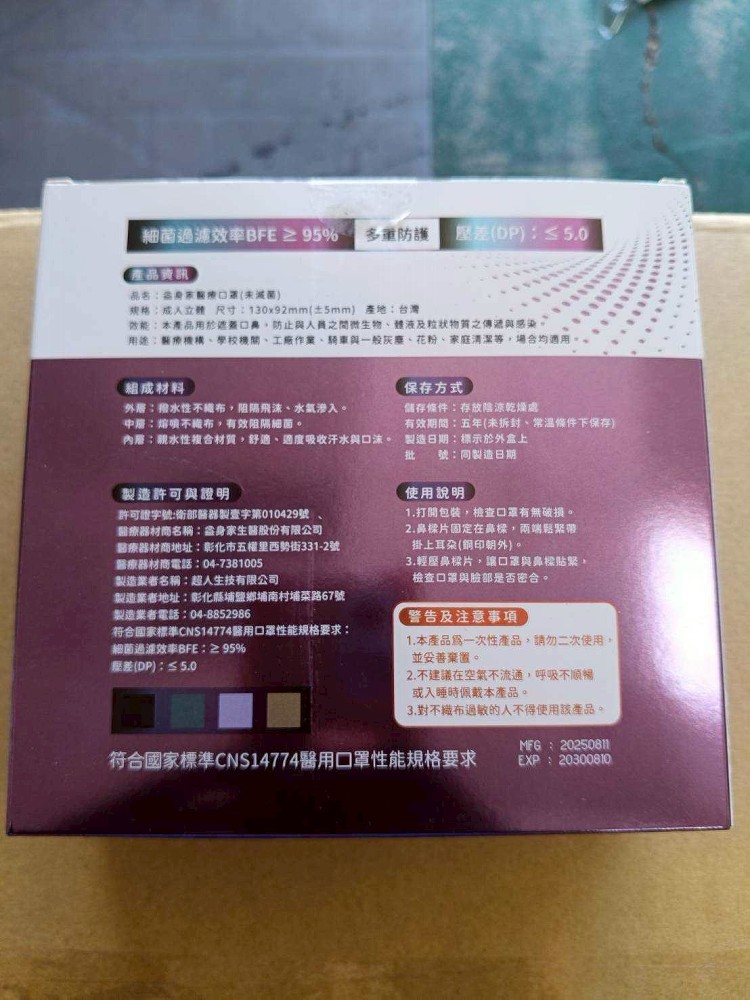 細菌過濾效率BFE ≥ 95% 多重防護 壓差(DP)：≤ 5.0
產品資訊
品名：盎身家醫療口罩(未滅菌)
規格：成人立體 尺寸：130x92mm(±5mm) 產地：台灣
效能：本產品用於遮蓋口鼻，防止與人員之間微生物、體液及粒狀物質之傳遞與感染。
用途：醫療機構、學校機關、工廠作業、騎車與一般灰塵、花粉、家庭清潔等，場合均適用。
組成材料
外層：撥水性不織布，阻隔飛沫、水氣滲入。
中層：熔噴不織布，有效阻隔細菌。
內層：親水性複合材質，舒適、適度吸收汗水與口沫。
保存方式
儲存條件：存放陰涼乾燥處
有效期間：五年(未拆封、常溫條件下保存)
製造日期：標示於外盒上
批 號：同製造日期
製造許可與證明
許可證字號:衛部醫器製壹字第010429號 、
醫療器材商名稱：盎身家生醫股份有限公司
醫療器材商地址：彰化市五權里西勢街331-2號
醫療器材商電話：04-7381005
製造業者名稱：超人生技有限公司
製造業者地址：彰化縣埔鹽鄉埔南村埔菜路67號
製造業者電話：04-8852986
符合國家標準CNS14774醫用口罩性能規格要求：
細菌過濾效率BFE：≥ 95%
壓差(DP)：≤ 5.0
使用說明
1.打開包裝，檢查口罩有無破損。
2.鼻樑片固定在鼻樑，兩端鬆緊帶
掛上耳朶(鋼印朝外)。
3.輕壓鼻樑片，讓口罩與鼻樑貼緊，
檢查口罩與臉部是否密合。
警告及注意事項
1.本產品爲一次性產品，請勿二次使用，
並妥善棄置。
2.不建議在空氣不流通，呼吸不順暢
或入睡時佩戴本產品。
3.對不織布過敏的人不得使用該產品。
符合國家標準CNS14774醫用口罩性能規格要求
MFG : 20250811
EXP : 20300810